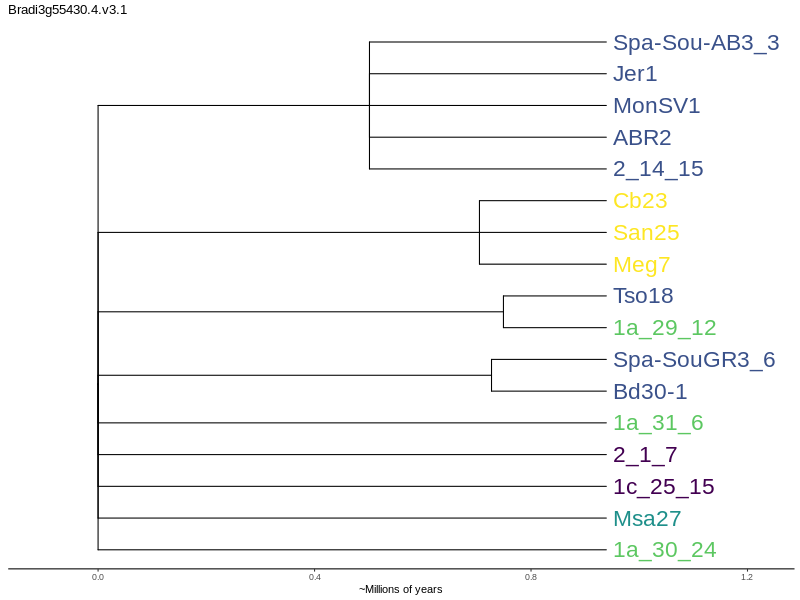 Bradi3g55430.4.v3.1
Spa-Sou-AB3_3
Jer1
MonSV1
ABR2
2_14_15
Cb23
San25
Meg7
Tso18
1a_29_12
Spa-SouGR3_6
Bd30-1
1a_31_6
2_1_7
1c_25_15
Msa27
1a_30_24
0.0 0.4 0.8 1.2
~Millions of years